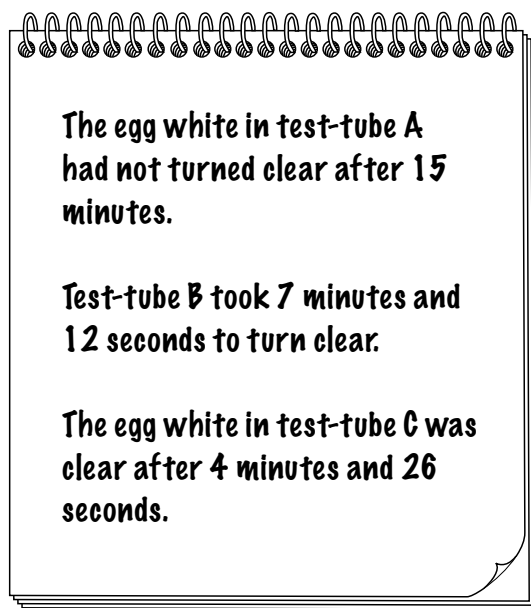 The egg white in test-tube A
had not turned clear after 15
minutes.
Test-tube B took 7 minutes and
12 seconds to turn clear.
The egg white in test-tube C was
clear after 4 minutes and 26
seconds.